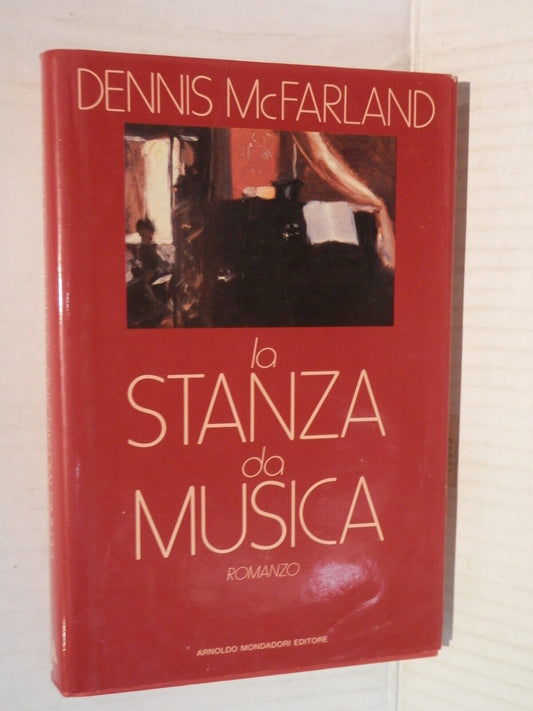 DENNIS McFARLAND
la
STANZA
da
MUSICA
ROMANZO
ARNOLDO MONDADORI EDITORE